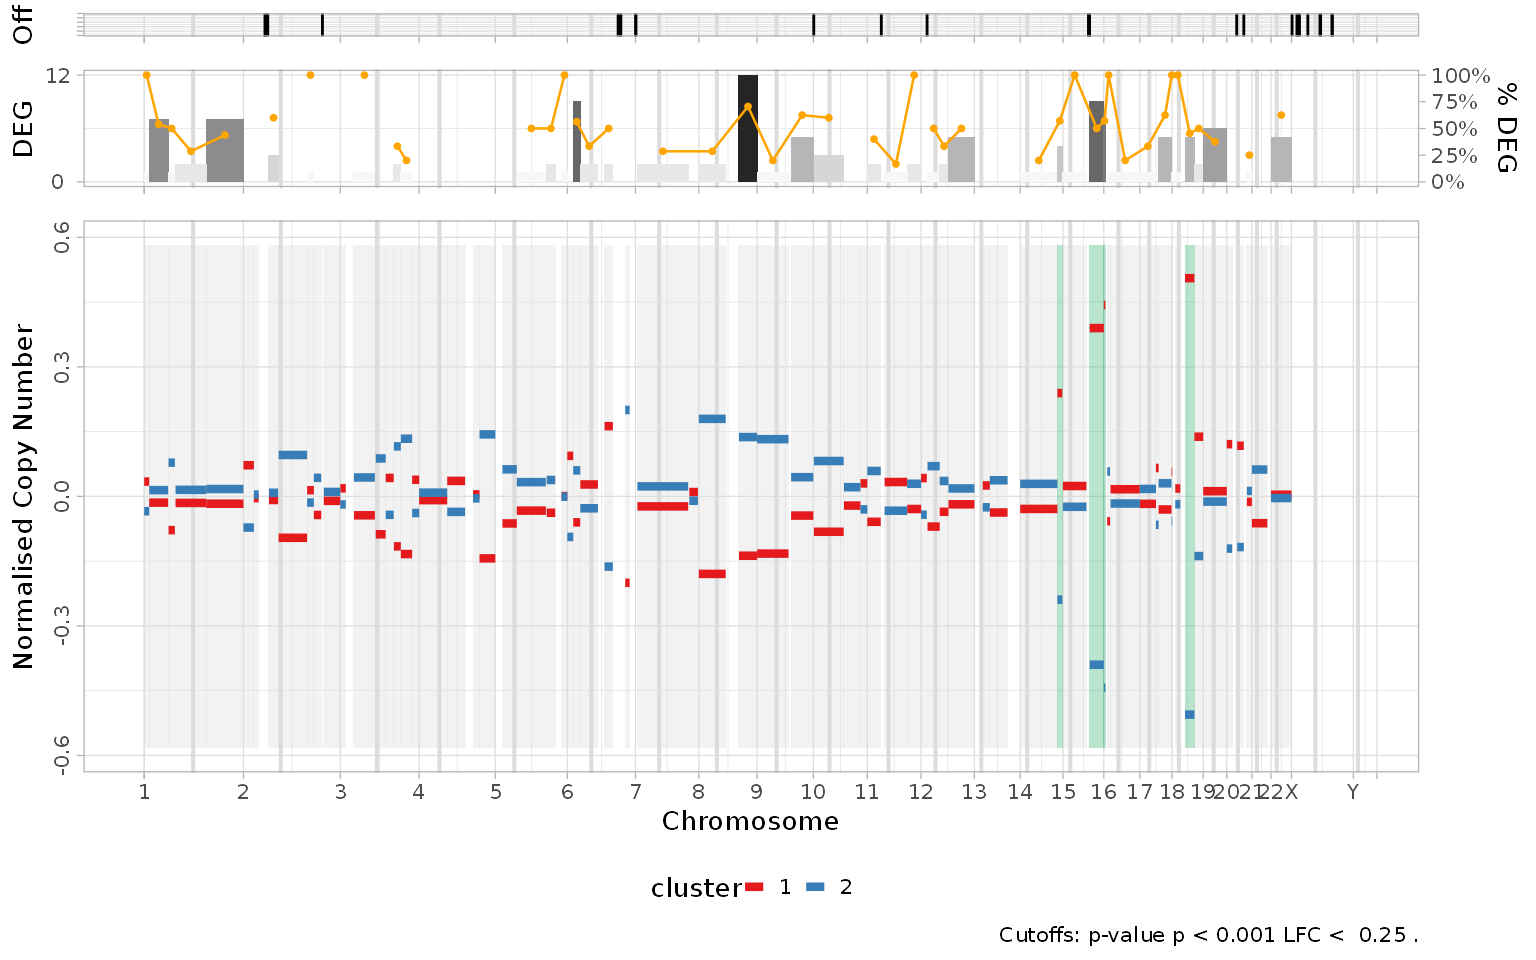 Off
DEG
12
0
100%
75%
50%
25%
0%
% DEG
Normalised Copy Number
0.6
0.3
0.0
-0.3
-0.6
1 2 3 4 5 6 7 8 9 10 11 12 13 14 15 16 17 18 19 20 21 22 X Y
Chromosome
cluster 1 2
Cutoffs: p-value p < 0.001 LFC < 0.25 .